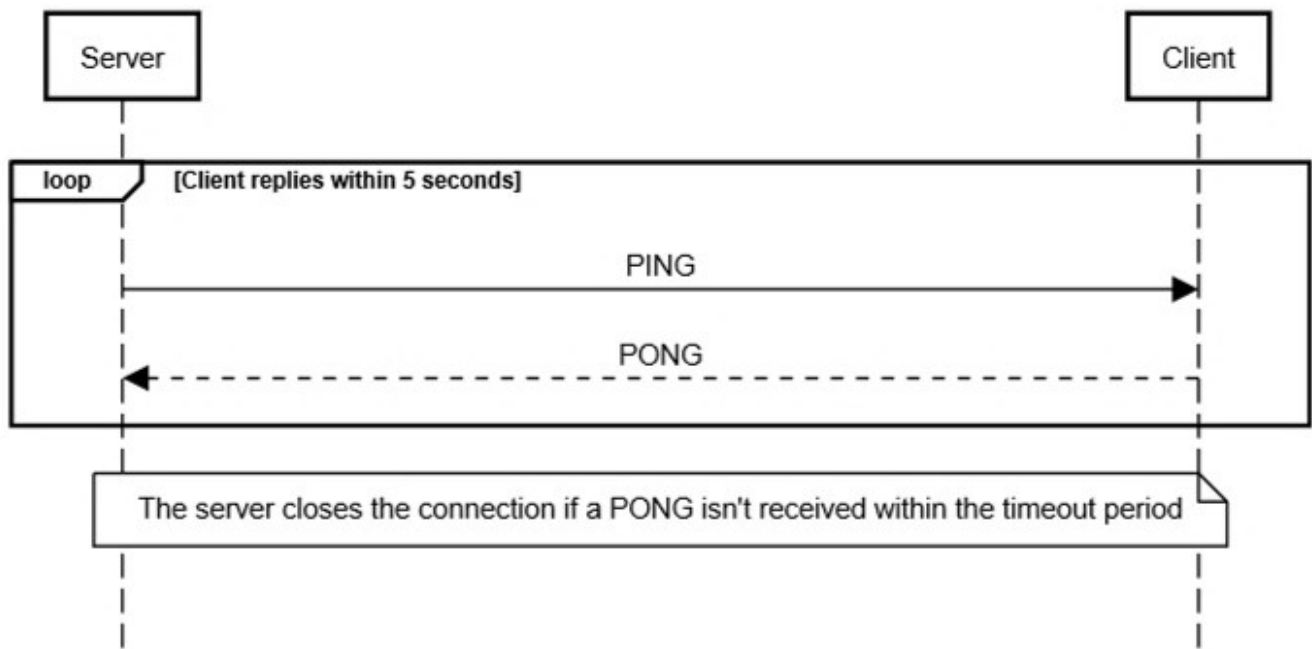 Server
Client
loop
[Client replies within 5 seconds]
PING
PONG
The server closes the connection if a PONG isn't received within the timeout period